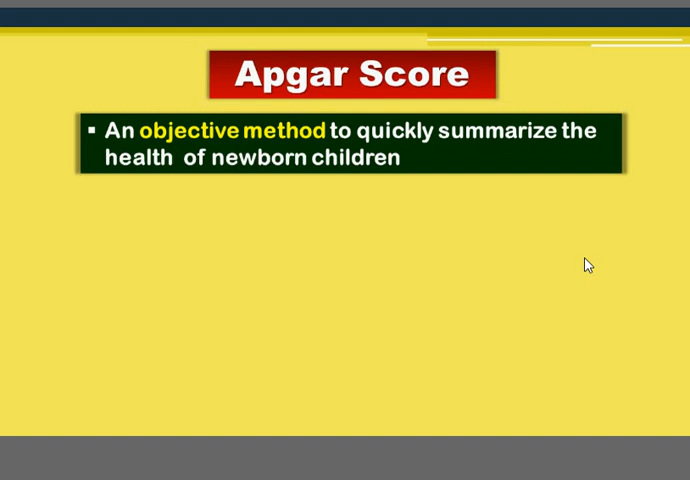 Apgar Score
▪ An objective method to quickly summarize the
health of newborn children